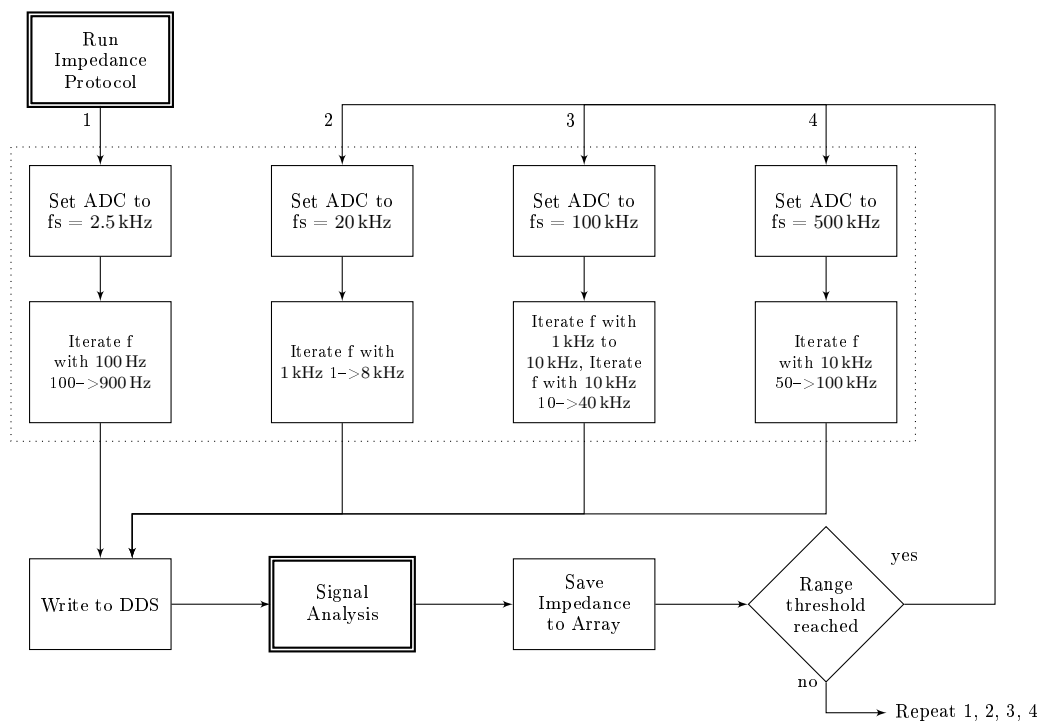 Run
Impedance
Protocol
1
2
3
4
Set ADC to
fs = 2.5 kHz
Set ADC to
fs = 20 kHz
Set ADC to
fs = 100 kHz
Set ADC to
fs = 500 kHz
Iterate f
with 100 Hz
100–>900 Hz
Iterate f with
1 kHz 1–>8 kHz
Iterate f with
1 kHz to
10 kHz, Iterate
f with 10 kHz
10–>40 kHz
Iterate f
with 10 kHz
50–>100 kHz
Write to DDS
Signal
Analysis
Save
Impedance
to Array
Range
threshold
reached
yes
no
Repeat 1, 2, 3, 4